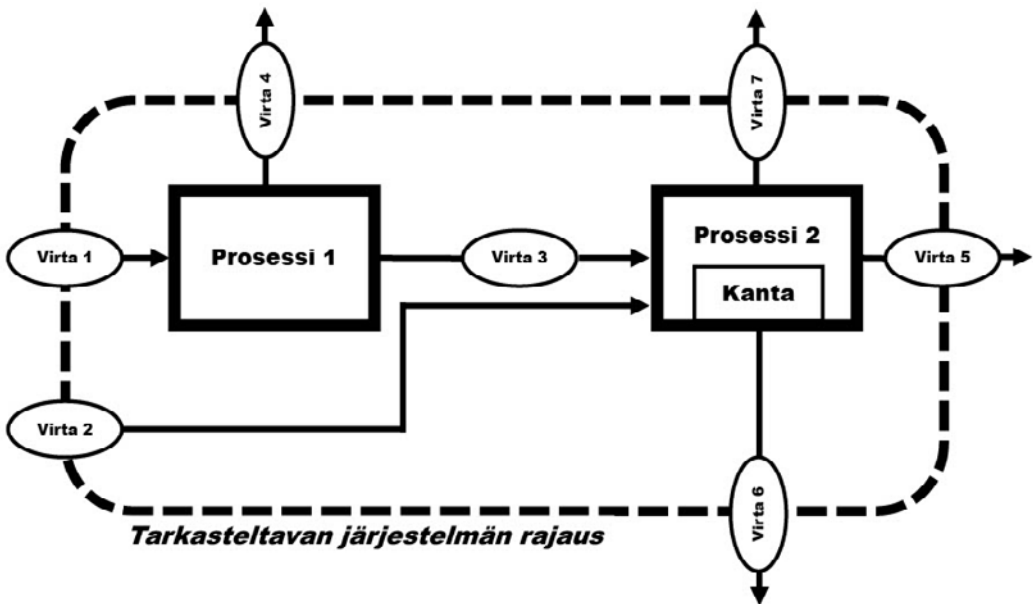 Virta 4
Virta 7
Virta 1
Prosessi 1
Virta 3
Prosessi 2
Kanta
Virta 5
Virta 2
Virta 6
Tarkasteltavan järjestelmän rajaus